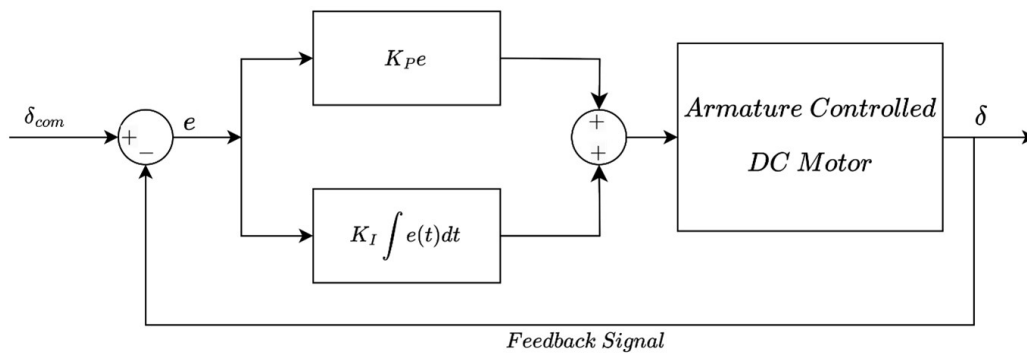 K_P e
δ_com
+
−
e
+
+
Armature Controlled
DC Motor
δ
K_I ∫ e(t)dt
Feedback Signal